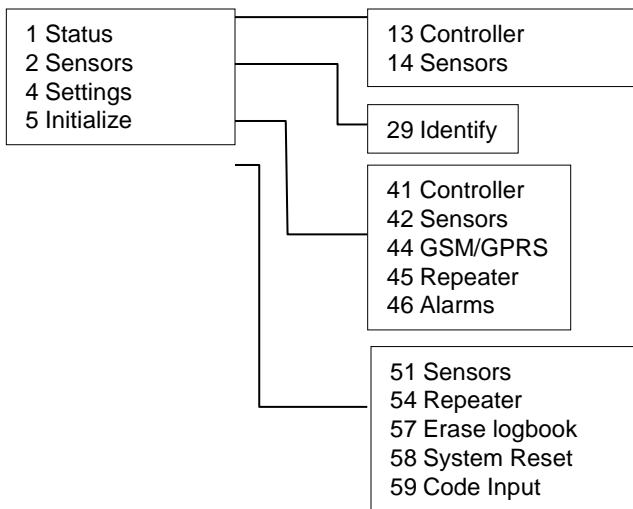 1 Status
2 Sensors
4 Settings
5 Initialize
13 Controller
14 Sensors
29 Identify
41 Controller
42 Sensors
44 GSM/GPRS
45 Repeater
46 Alarms
51 Sensors
54 Repeater
57 Erase logbook
58 System Reset
59 Code Input